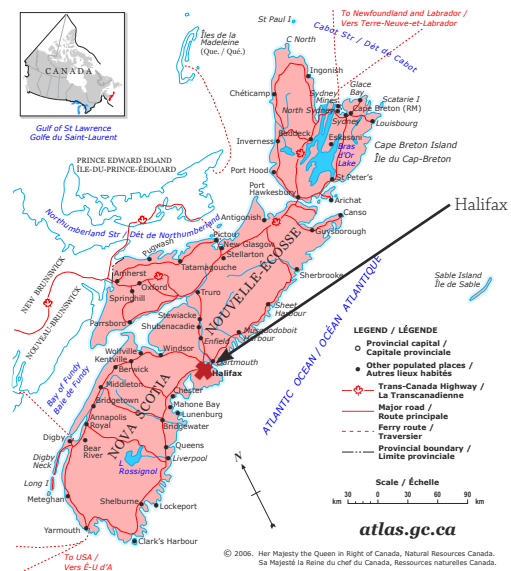 To Newfoundland and Labrador /
Vers Terre-Neuve-et-Labrador
St Paul I
Cabot Str / Dét de Cabot
Îles de la
Madeleine
(Que. / Qué.)
C North
CANADA
Ingonish
Glace
Bay
Sydney
Mines
Scatarie I
Chéticamp
North Sydney
Cape Breton (RM)
Sydney
Louisbourg
Gulf of St Lawrence
Golfe du Saint-Laurent
Baddeck
Eskasoni
Inverness
Bras
d'Or
Lake
Cape Breton Island
Île du Cap-Breton
PRINCE EDWARD ISLAND
ÎLE-DU-PRINCE-ÉDOUARD
Port Hood
St Peter's
Port
Hawkesbury
Arichat
Halifax
Canso
Northumberland Str / Dét de Northumberland
Antigonish
Guysborough
Pictou
New Glasgow
Stellarton
Pugwash
Tatamagouche
NEW BRUNSWICK
NOUVEAU-BRUNSWICK
Amherst
Oxford
Springhill
Truro
Sherbrooke
Sable Island
Île de Sable
NOUVELLE-ÉCOSSE
Sheet
Harbour
Parrsboro
Stewiacke
Shubenacadie
Enfield
Musquodoboit
Harbour
ATLANTIC OCEAN / OCÉAN ATLANTIQUE
Wolfville
Kentville
Windsor
Berwick
Dartmouth
Halifax
Bay of Fundy
Baie de Fundy
Middleton
Bridgetown
Chester
Mahone Bay
Lunenburg
Annapolis
Royal
Bridgewater
NOVA SCOTIA
Digby
Bear
River
Queens
Digby
Neck
L
Rossignol
Liverpool
Long I
Meteghan
Shelburne
Lockeport
Yarmouth
Clark's Harbour
To USA /
Vers É-U d'A
N
LEGEND / LÉGENDE
Provincial capital /
Capitale provinciale
Other populated places /
Autres lieux habités
Trans-Canada Highway /
La Transcanadienne
Major road /
Route principale
Ferry route /
Traversier
Provincial boundary /
Limite provinciale
Scale / Échelle
30 0 30 60 90
km km
atlas.gc.ca
© 2006. Her Majesty the Queen in Right of Canada, Natural Resources Canada.
Sa Majesté la Reine du chef du Canada, Ressources naturelles Canada.